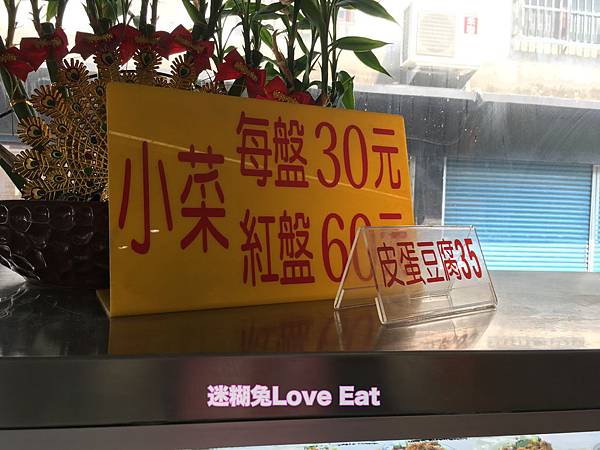 小菜
每盤30元
紅盤60元
皮蛋豆腐35
迷糊兔Love Eat